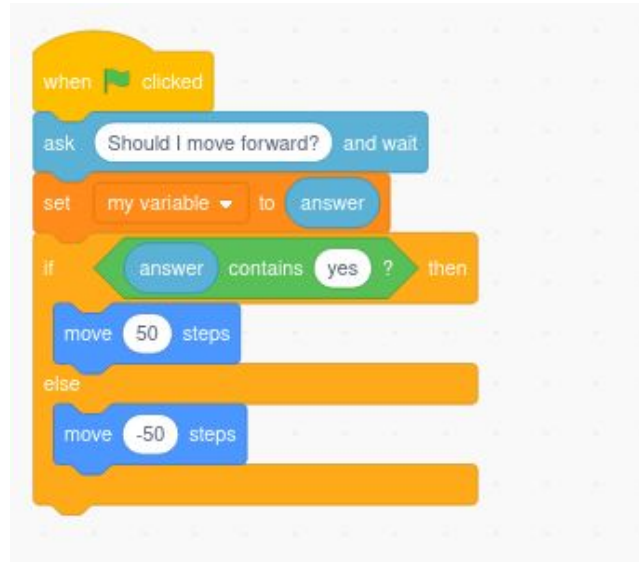 when clicked
ask Should I move forward? and wait
set my variable to answer
if answer contains yes ? then
move 50 steps
else
move -50 steps